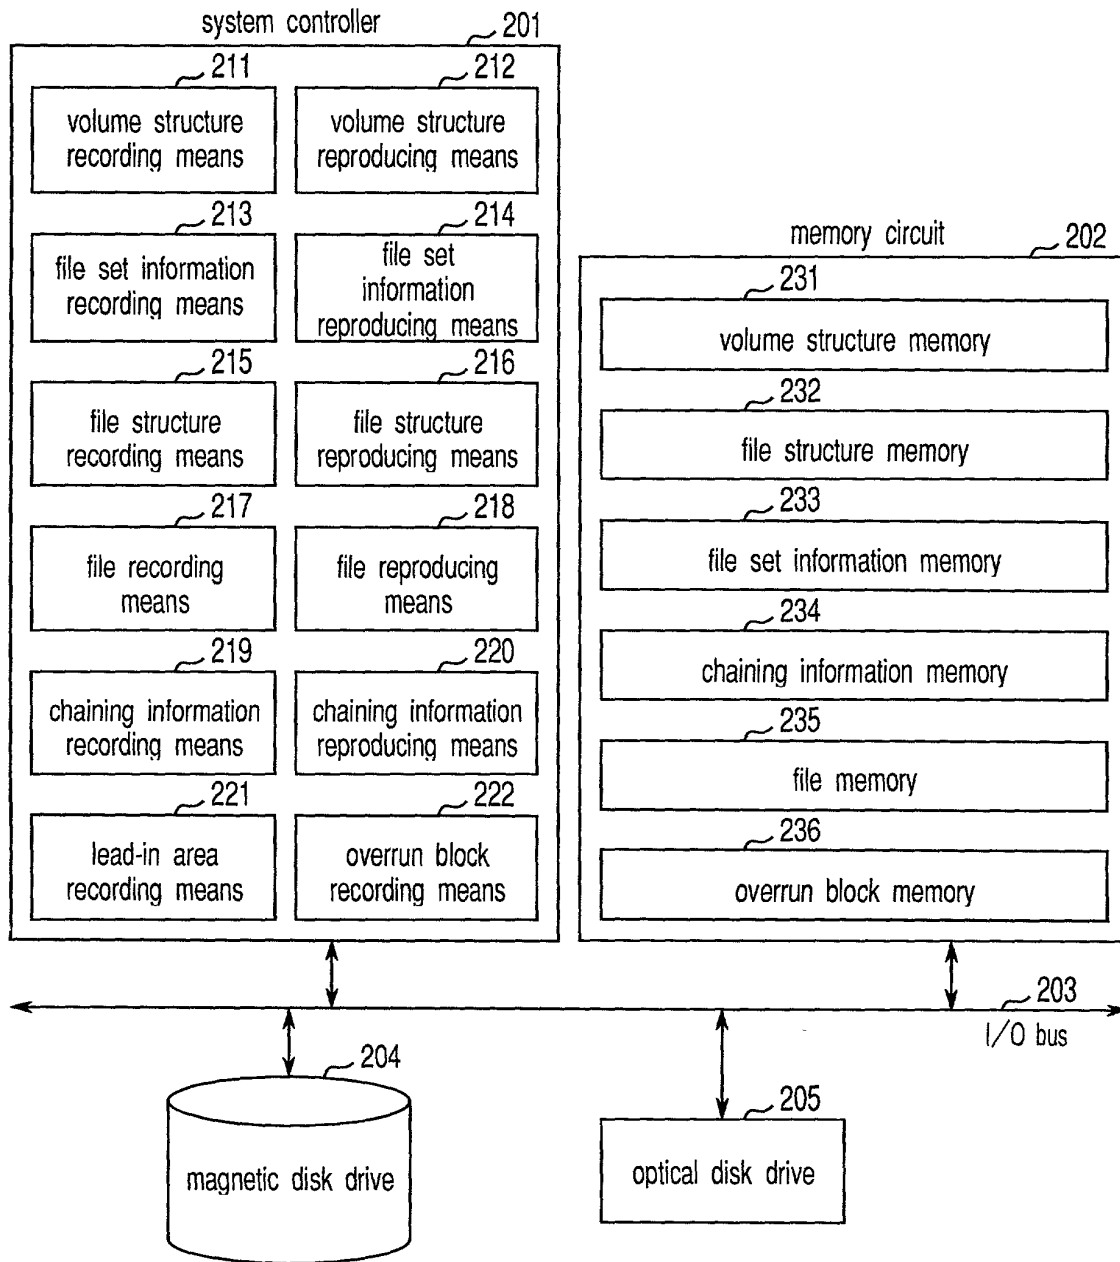 system controller
201
211
volume structure
recording means
212
volume structure
reproducing means
213
file set information
recording means
214
file set
information
reproducing means
215
file structure
recording means
216
file structure
reproducing means
217
file recording
means
218
file reproducing
means
219
chaining information
recording means
220
chaining information
reproducing means
221
lead-in area
recording means
222
overrun block
recording means
memory circuit
202
231
volume structure memory
232
file structure memory
233
file set information memory
234
chaining information memory
235
file memory
236
overrun block memory
203
I/O bus
204
magnetic disk drive
205
optical disk drive